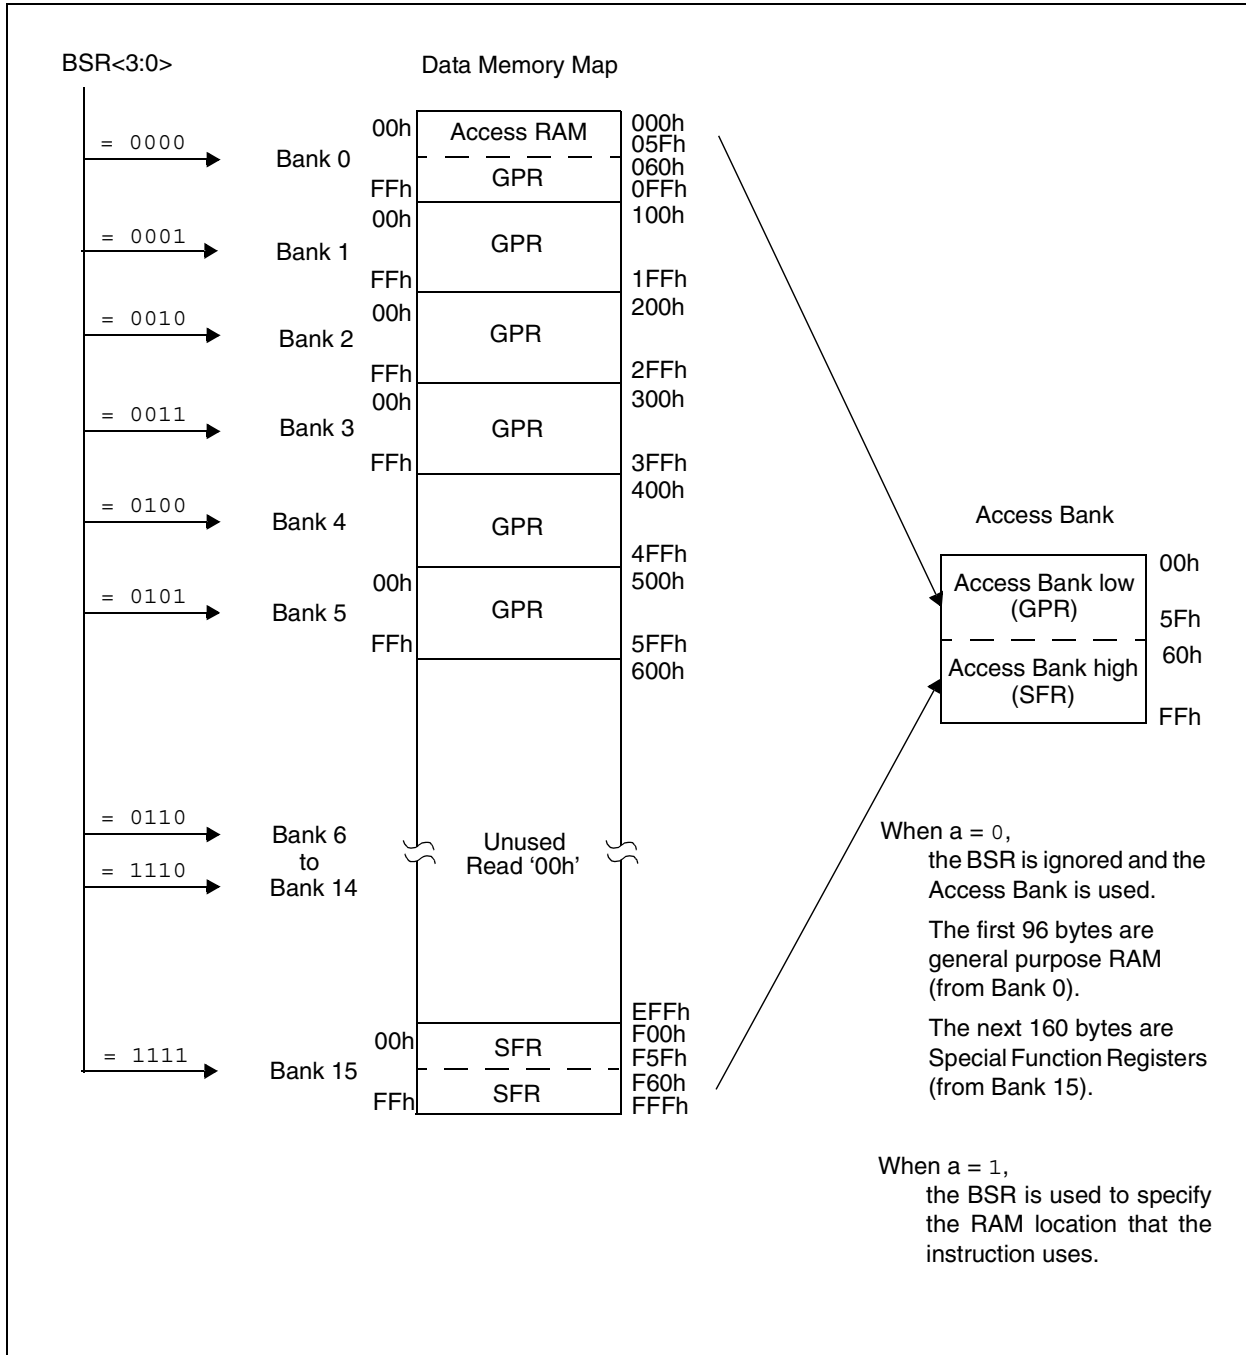 BSR<3:0>
Data Memory Map
= 0000
Bank 0
00h
Access RAM
000h
05Fh
FFh
GPR
060h
0FFh
= 0001
Bank 1
00h
GPR
100h
FFh
1FFh
= 0010
Bank 2
00h
GPR
200h
FFh
2FFh
= 0011
Bank 3
00h
GPR
300h
FFh
3FFh
= 0100
Bank 4
GPR
400h
4FFh
= 0101
Bank 5
00h
GPR
500h
FFh
5FFh
600h
= 0110
Bank 6
to
= 1110
Bank 14
Unused
Read ‘00h’
EFFh
= 1111
Bank 15
00h
SFR
F00h
F5Fh
FFh
SFR
F60h
FFFh
Access Bank
Access Bank low
(GPR)
00h
5Fh
Access Bank high
(SFR)
60h
FFh
When a = 0,
the BSR is ignored and the
Access Bank is used.
The first 96 bytes are
general purpose RAM
(from Bank 0).
The next 160 bytes are
Special Function Registers
(from Bank 15).
When a = 1,
the BSR is used to specify
the RAM location that the
instruction uses.